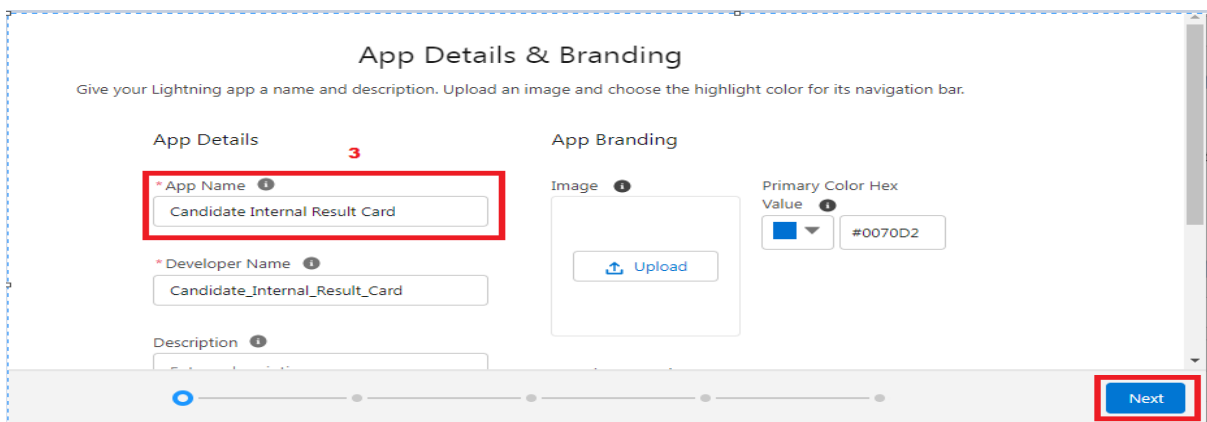 App Details & Branding
Give your Lightning app a name and description. Upload an image and choose the highlight color for its navigation bar.
App Details
App Branding
3
* App Name
Candidate Internal Result Card
Image
Primary Color Hex
Value
#0070D2
Upload
* Developer Name
Candidate_Internal_Result_Card
Description
Next